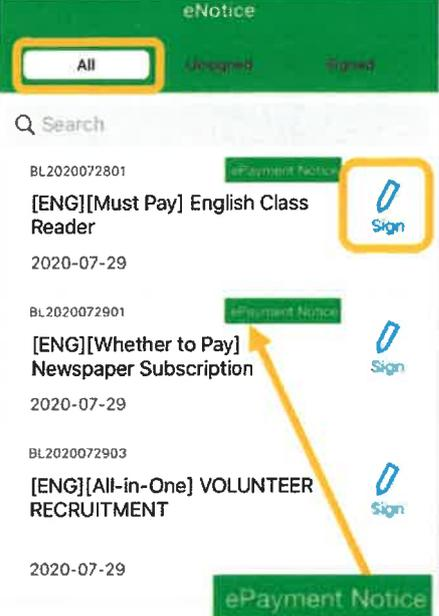 eNotice
All Unsigned Signed
Search
BL2020072801 ePayment Notice
[ENG][Must Pay] English Class
Reader
Sign
2020-07-29
BL2020072901 ePayment Notice
[ENG][Whether to Pay]
Newspaper Subscription
Sign
2020-07-29
BL2020072903
[ENG][All-in-One] VOLUNTEER
RECRUITMENT
Sign
2020-07-29
ePayment Notice